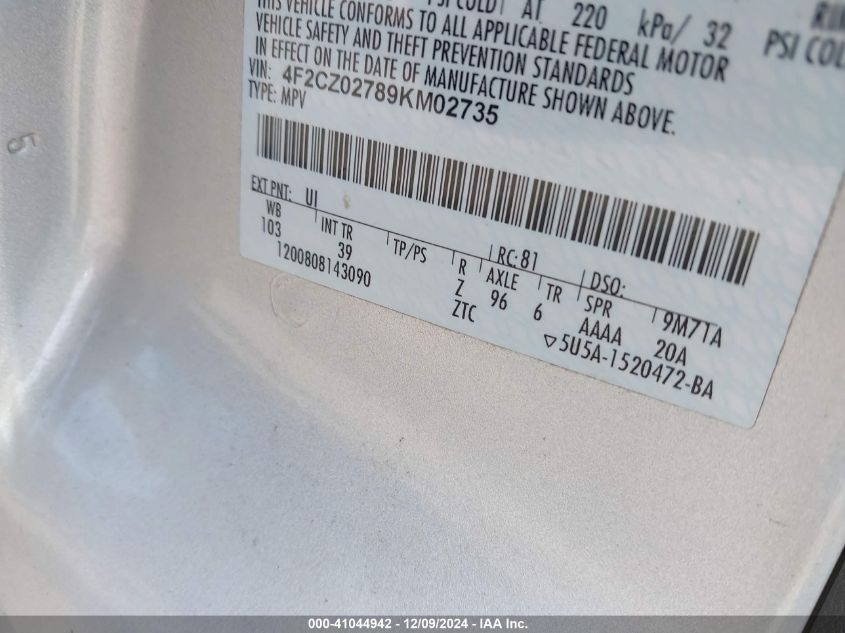 PSI COLD AT 220 kPa/ 32 PSI COL
THIS VEHICLE CONFORMS TO ALL APPLICABLE FEDERAL MOTOR
VEHICLE SAFETY AND THEFT PREVENTION STANDARDS
IN EFFECT ON THE DATE OF MANUFACTURE SHOWN ABOVE.
VIN: 4F2CZ02789KM02735
TYPE: MPV
EXT PNT: UI RC: 81 DSO:
WB INT TR TP/PS R AXLE TR SPR 9M71A
103 39 Z 96 6 AAAA 20A
1200808143090 ZTC ▽5U5A-1520472-BA
5
000-41044942 - 12/09/2024 - IAA Inc.